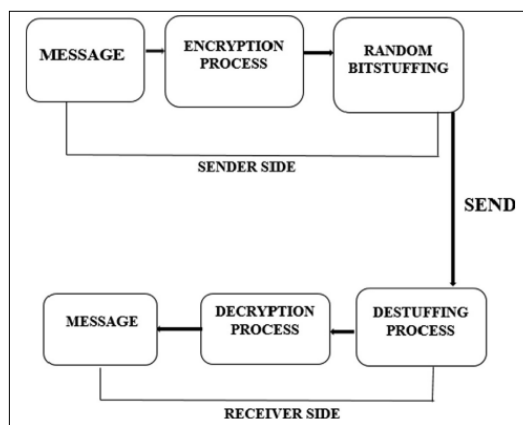 MESSAGE
ENCRYPTION
PROCESS
RANDOM
BITSTUFFING
SENDER SIDE
SEND
MESSAGE
DECRYPTION
PROCESS
DESTUFFING
PROCESS
RECEIVER SIDE